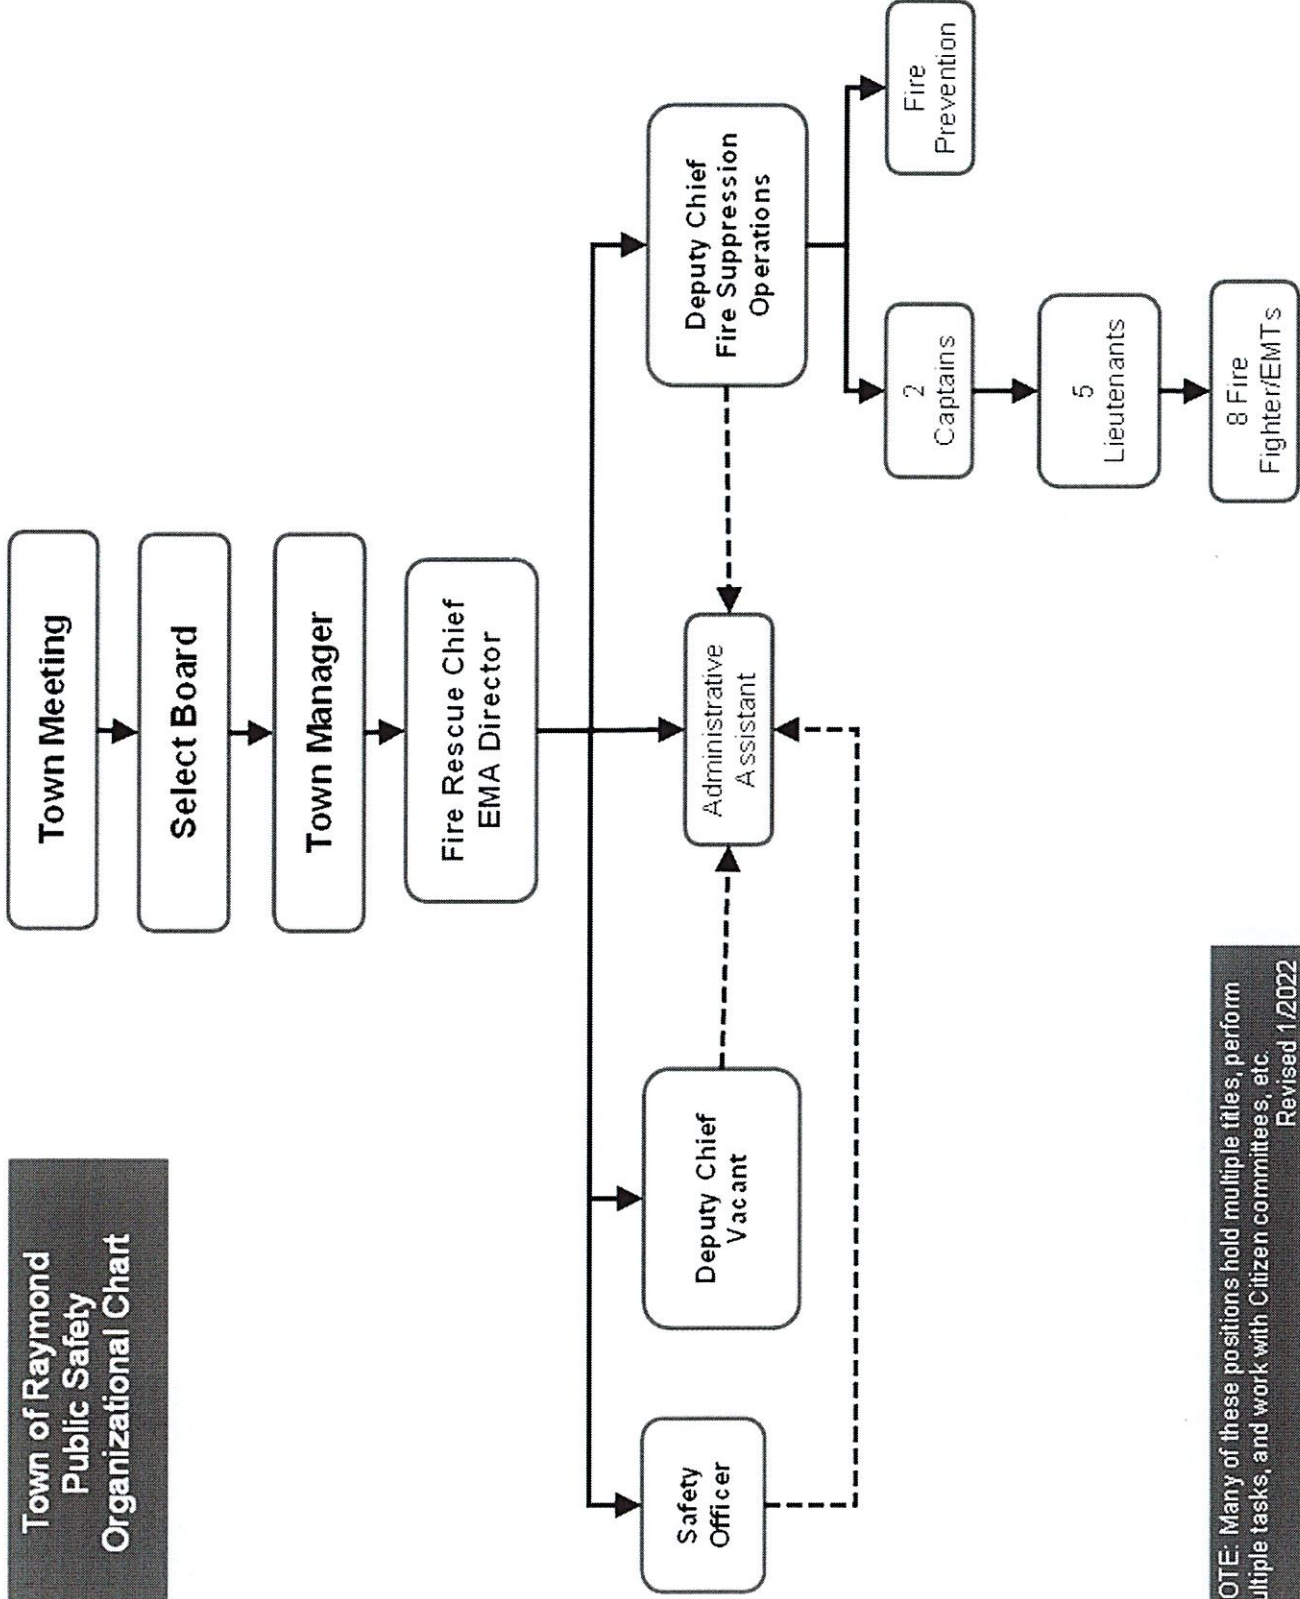 Town of Raymond
Public Safety
Organizational Chart
Town Meeting
Select Board
Town Manager
Fire Rescue Chief
EMA Director
Safety
Officer
Deputy Chief
Vacant
Administrative
Assistant
Deputy Chief
Fire Suppression
Operations
2
Captains
Fire
Prevention
5
Lieutenants
8 Fire
Fighter/EMTs
OTE: Many of these positions hold multiple titles, perform
ultiple tasks, and work with Citizen committees, etc.
Revised 1/2022